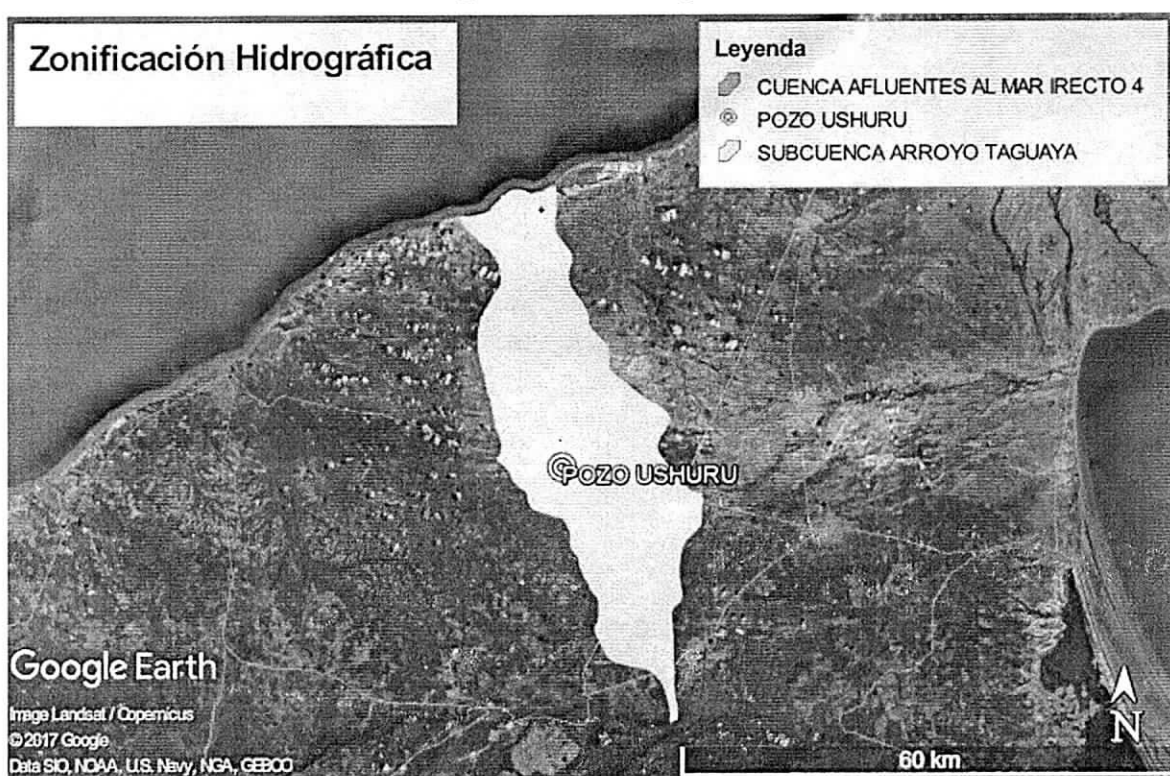 Zonificación Hidrográfica
Leyenda
CUENCA AFLUENTES AL MAR IRECTO 4
POZO USHURU
SUBCUENCA ARROYO TAGUAYA
POZO USHURU
Google Earth
Image Landsat / Copernicus
© 2017 Google
Data SIO, NOAA, U.S. Navy, NGA, GEBCO
N
60 km